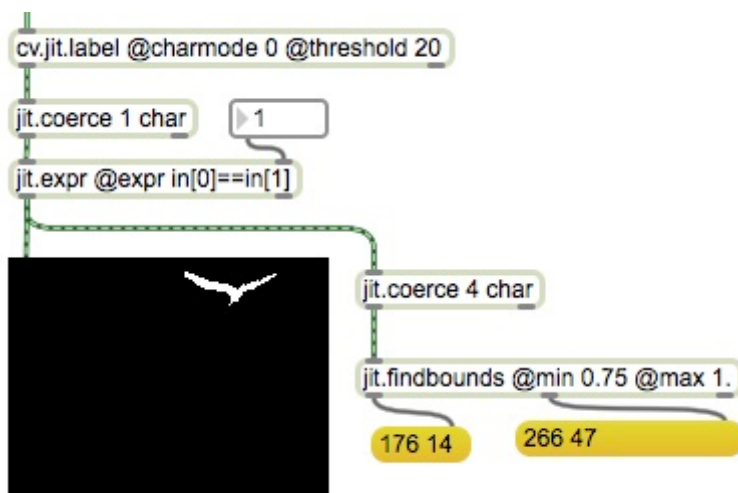 cv.jit.label @charmode 0 @threshold 20
jit.coerce 1 char
1
jit.expr @expr in[0]==in[1]
jit.coerce 4 char
jit.findbounds @min 0.75 @max 1.
176 14
266 47